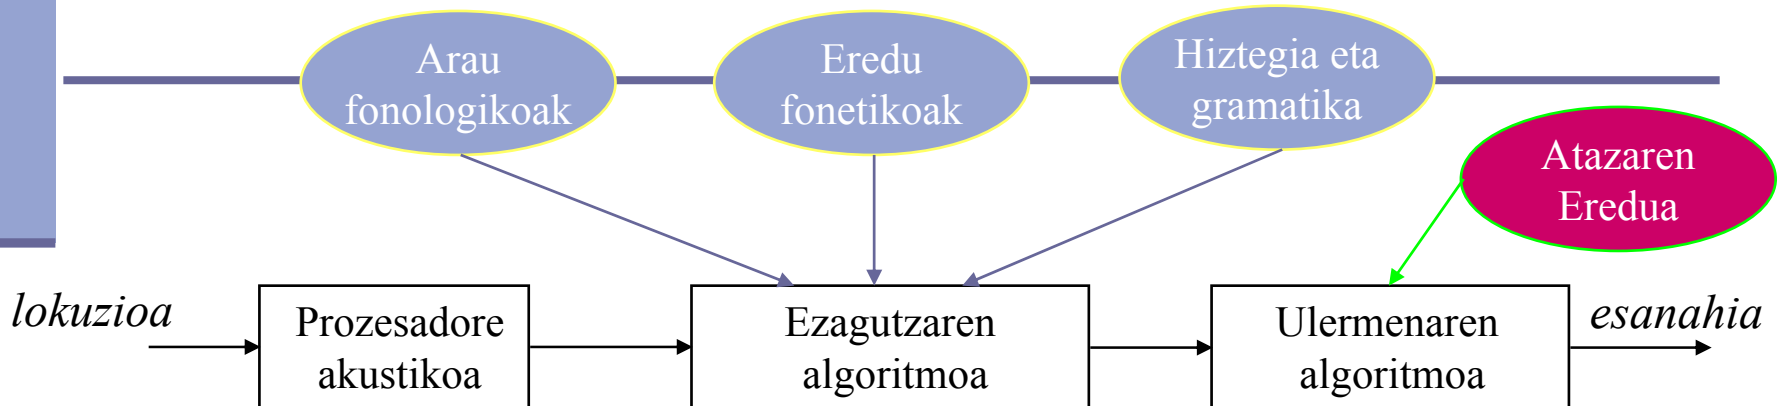 Arau
fonologikoak
Eredu
fonetikoak
Hiztegia eta
gramatika
Atazaren
Eredua
lokuzioa
Prozesadore
akustikoa
Ezagutzaren
algoritmoa
Ulermenaren
algoritmoa
esanahia